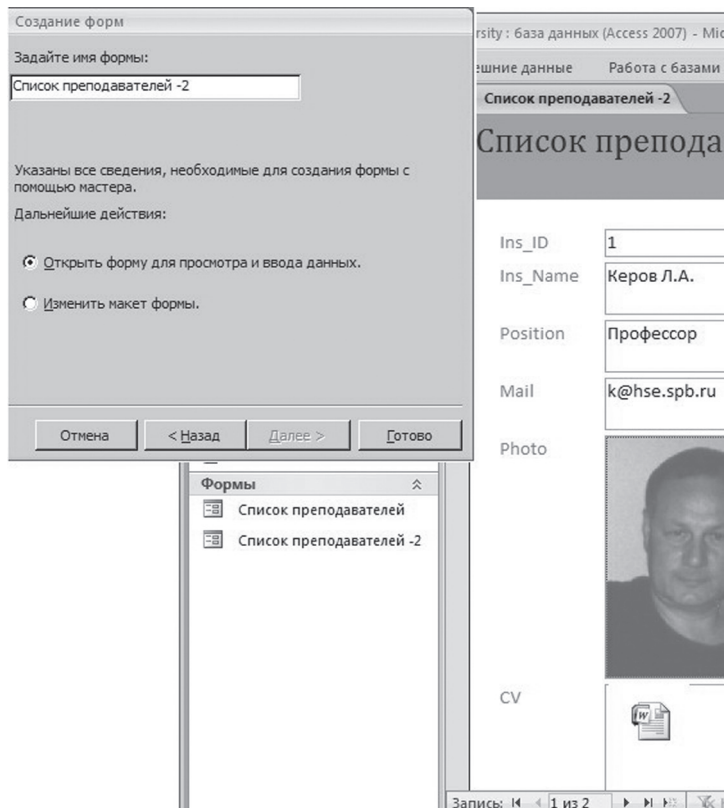 Создание форм
Задайте имя формы:
Список преподавателей -2
Указаны все сведения, необходимые для создания формы с
помощью мастера.
Дальнейшие действия:
Открыть форму для просмотра и ввода данных.
Изменить макет формы.
Отмена
< Назад
Далее >
Готово
rsity : база данных (Access 2007) - Mic
ешние данные Работа с базами
Список преподавателей -2
Список препода
Ins_ID 1
Ins_Name Керов Л.А.
Position Профессор
Mail k@hse.spb.ru
Photo
CV
W
Формы
Список преподавателей
Список преподавателей -2
Запись: 1 из 2